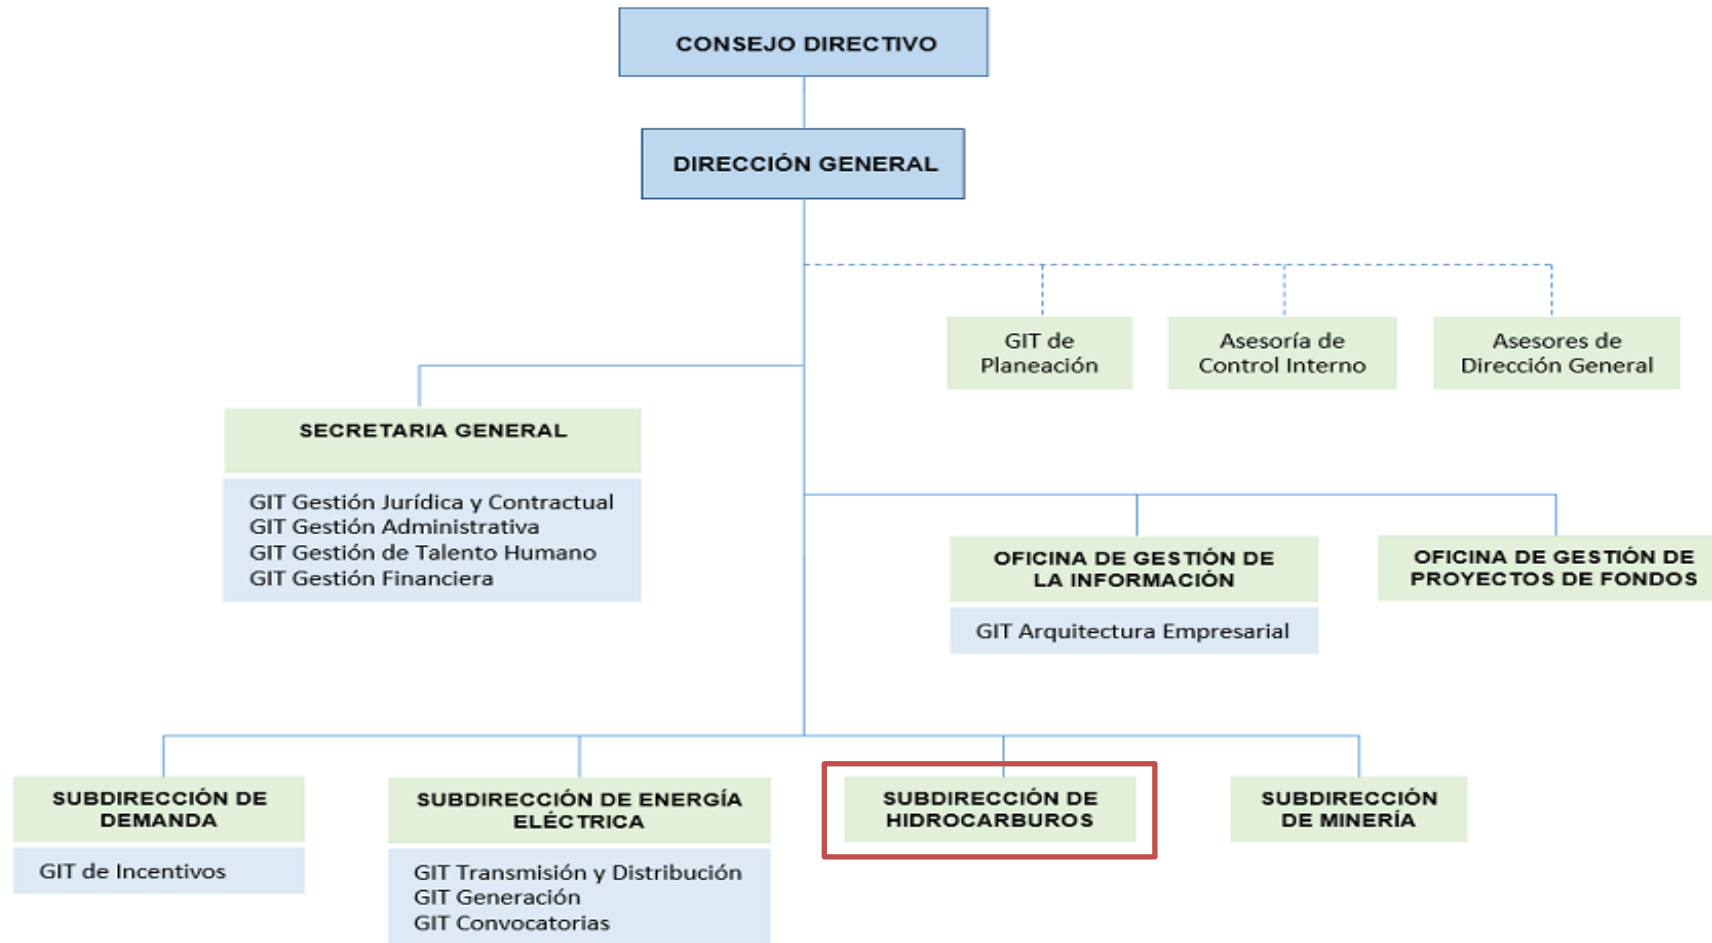 CONSEJO DIRECTIVO
DIRECCIÓN GENERAL
GIT de
Planeación
Asesoría de
Control Interno
Asesores de
Dirección General
SECRETARIA GENERAL
GIT Gestión Jurídica y Contractual
GIT Gestión Administrativa
GIT Gestión de Talento Humano
GIT Gestión Financiera
OFICINA DE GESTIÓN DE
LA INFORMACIÓN
GIT Arquitectura Empresarial
OFICINA DE GESTIÓN DE
PROYECTOS DE FONDOS
SUBDIRECCIÓN DE
DEMANDA
GIT de Incentivos
SUBDIRECCIÓN DE ENERGÍA
ELÉCTRICA
GIT Transmisión y Distribución
GIT Generación
GIT Convocatorias
SUBDIRECCIÓN DE
HIDROCARBUROS
SUBDIRECCIÓN
DE MINERÍA